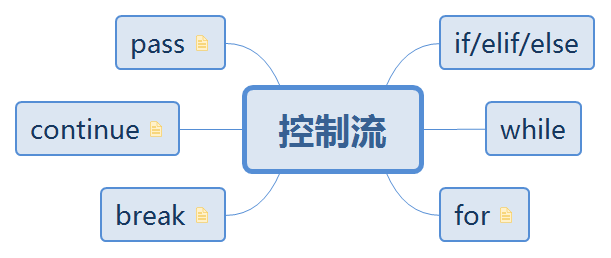 pass
if/elif/else
continue
控制流
while
break
for